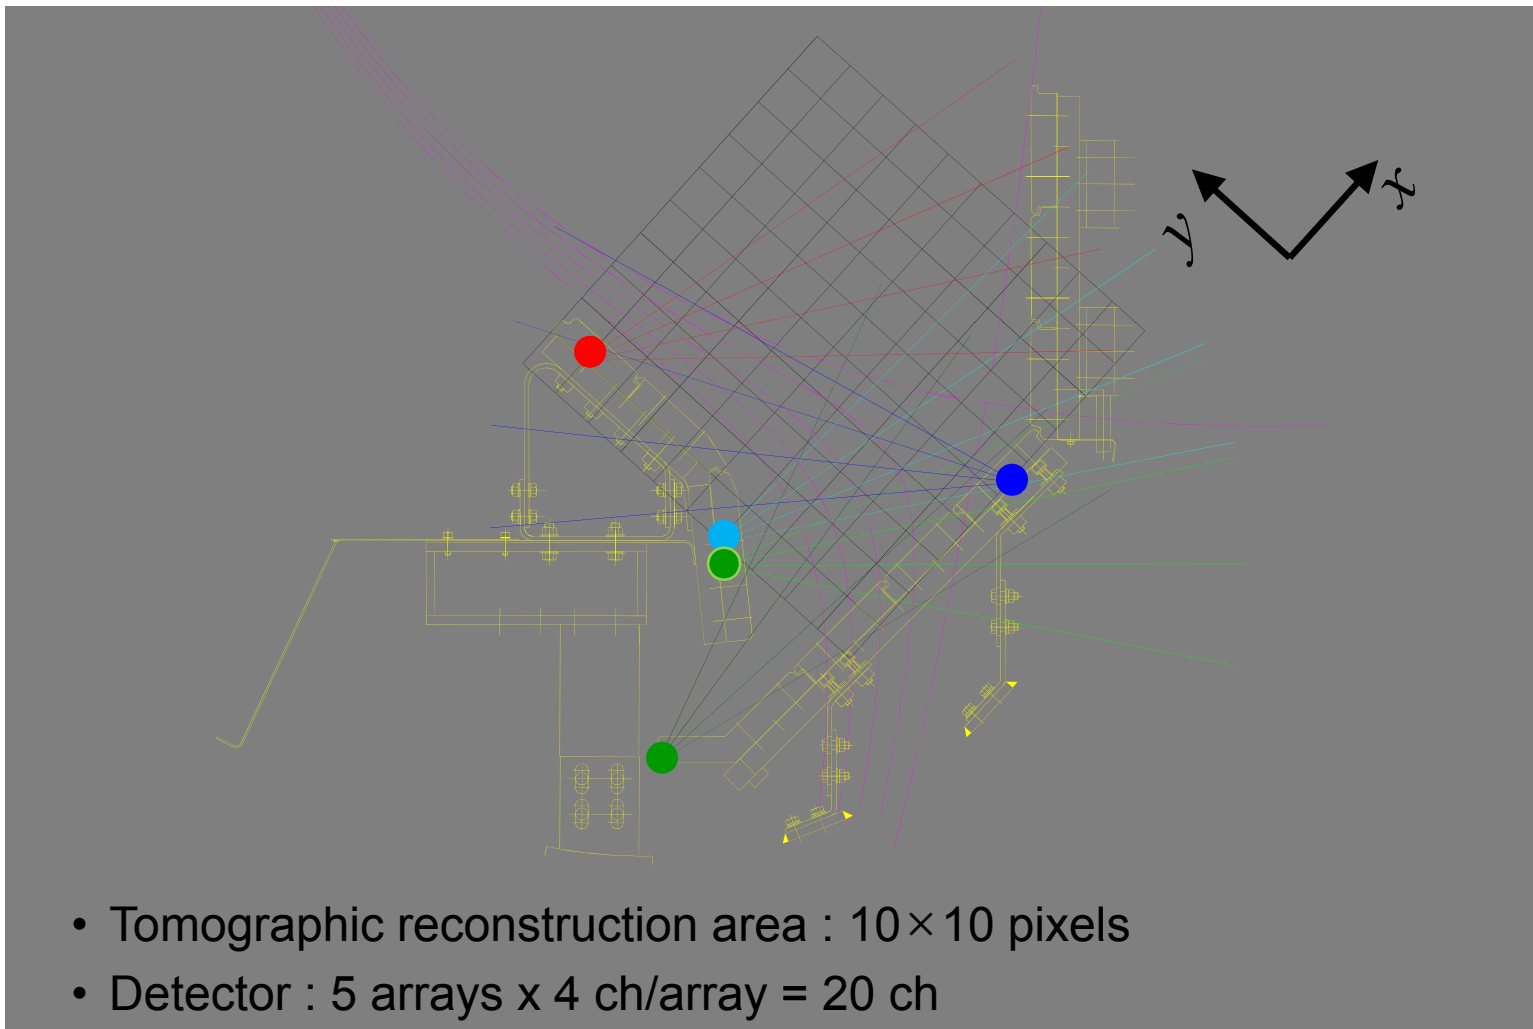 x
y
• Tomographic reconstruction area : 10×10 pixels
• Detector : 5 arrays x 4 ch/array = 20 ch